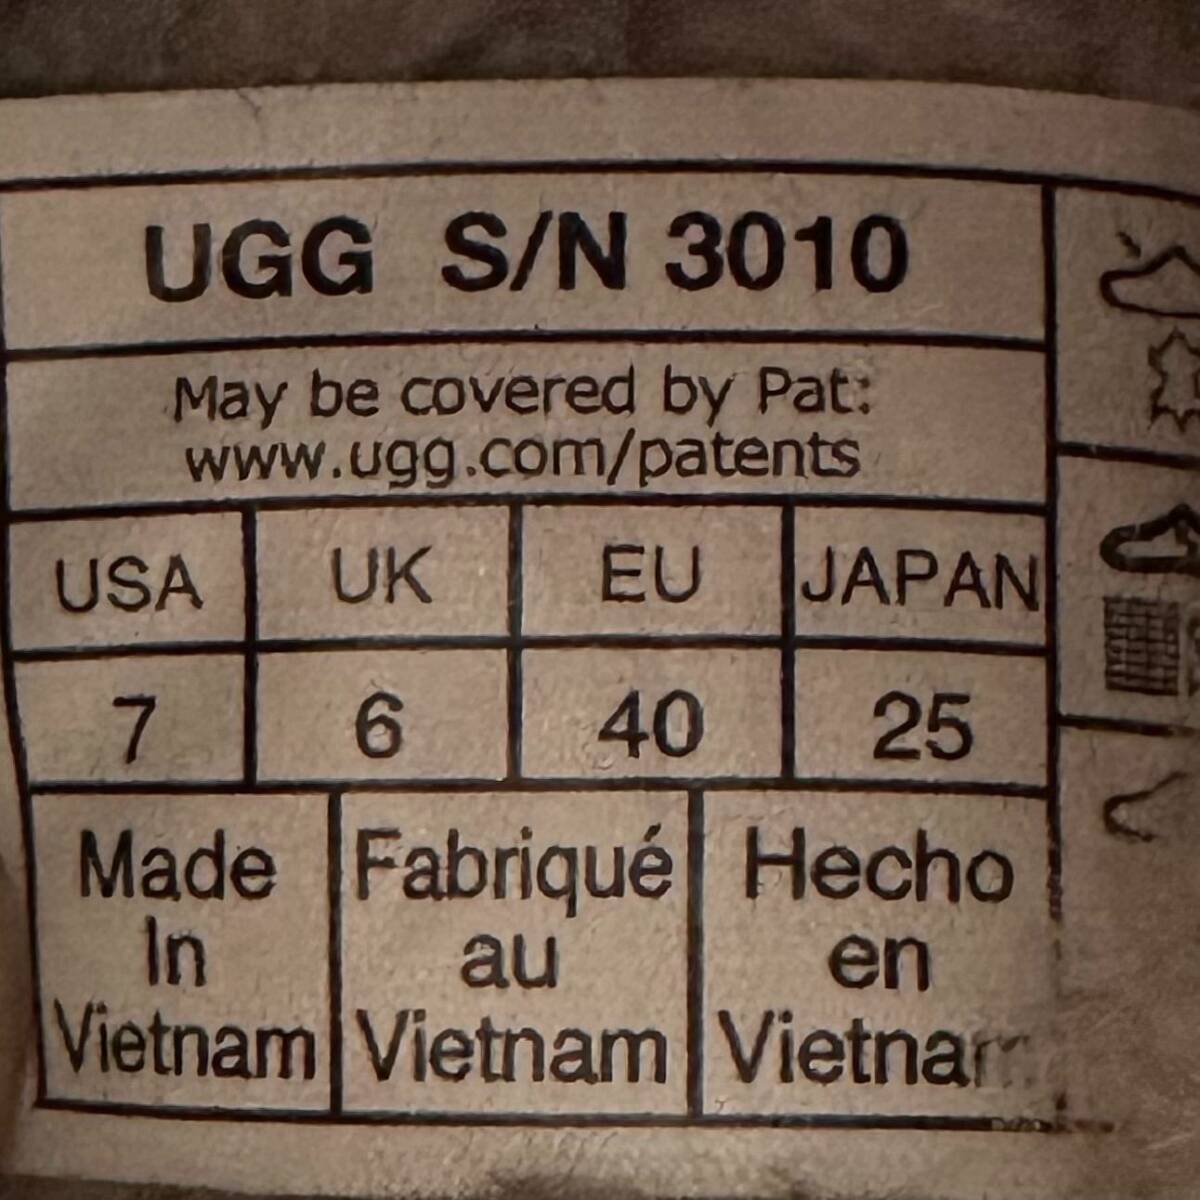 UGG S/N 3010
May be covered by Pat:
www.ugg.com/patents
USA UK EU JAPAN
7 6 40 25
Made
In
Vietnam
Fabriqué
au
Vietnam
Hecho
en